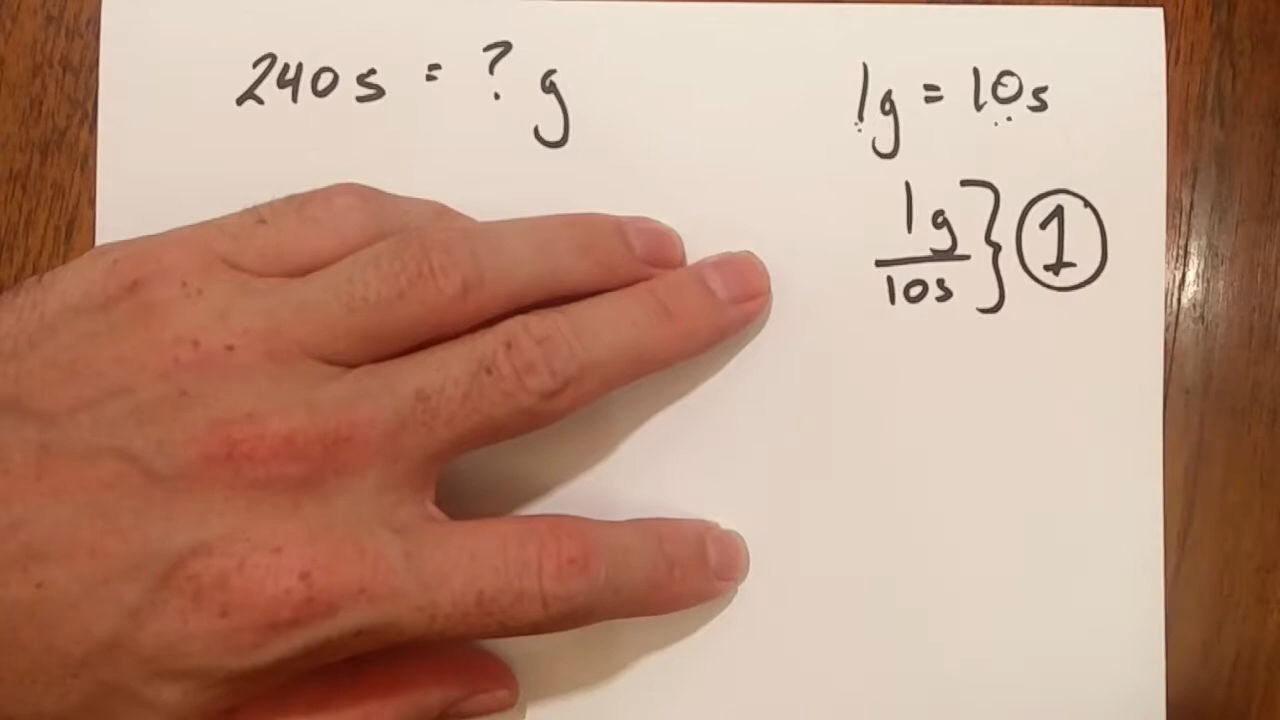 240s = ? g
1g = 10s
1g
10s
} 1